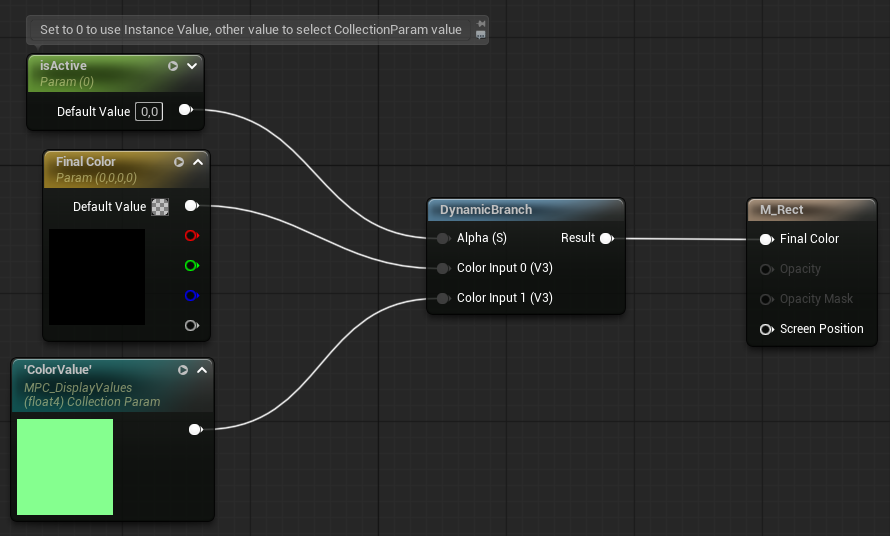 Set to 0 to use Instance Value, other value to select CollectionParam value
isActive
Param (0)
Default Value 0,0
Final Color
Param (0,0,0,0)
Default Value
'ColorValue'
MPC_DisplayValues
(float4) Collection Param
DynamicBranch
Alpha (S) Result
Color Input 0 (V3)
Color Input 1 (V3)
M_Rect
Final Color
Opacity
Opacity Mask
Screen Position